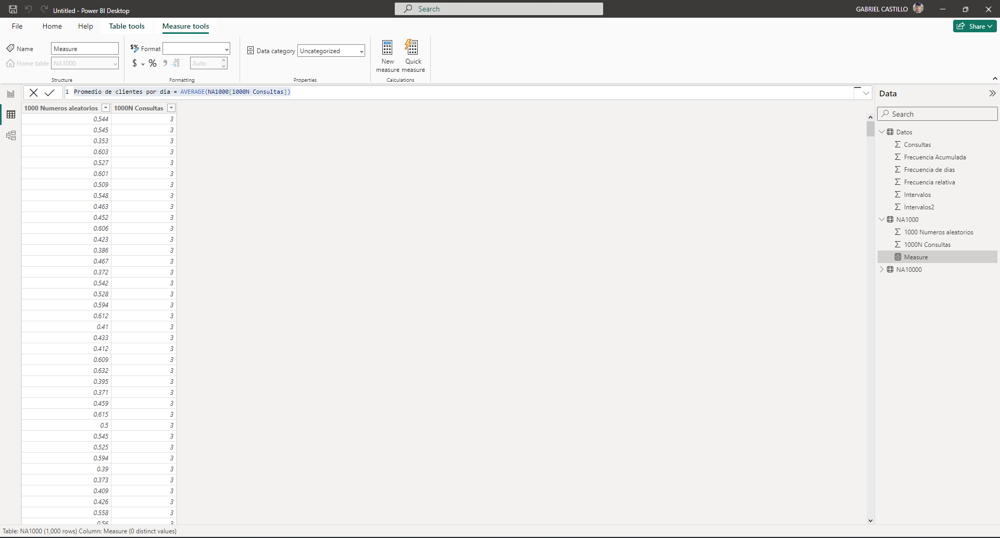 Untitled - Power BI Desktop
Search
GABRIEL CASTILLO
File Home Help Table tools Measure tools
Share
Name Measure
Home table NA1000
Structure
$% Format
$ % , .00
Auto
Formatting
Data category Uncategorized
Properties
New measure
Quick measure
Calculations
1 Promedio de clientes por dia = AVERAGE(NA1000[1000N Consultas])
1000 Numeros aleatorios 1000N Consultas
0.544 3
0.545 3
0.353 3
0.603 3
0.527 3
0.601 3
0.509 3
0.548 3
0.463 3
0.452 3
0.606 3
0.423 3
0.386 3
0.467 3
0.372 3
0.542 3
0.528 3
0.594 3
0.612 3
0.41 3
0.433 3
0.412 3
0.609 3
0.632 3
0.395 3
0.371 3
0.459 3
0.615 3
0.5 3
0.545 3
0.525 3
0.594 3
0.39 3
0.373 3
0.409 3
0.426 3
0.558 3
0.56 3
Data
Search
Datos
Consultas
Frecuencia Acumulada
Frecuencia de dias
Frecuencia relativa
Intervalos
Intervalos2
NA1000
1000 Numeros aleatorios
1000N Consultas
Measure
NA10000
Table: NA1000 (1,000 rows) Column: Measure (0 distinct values)